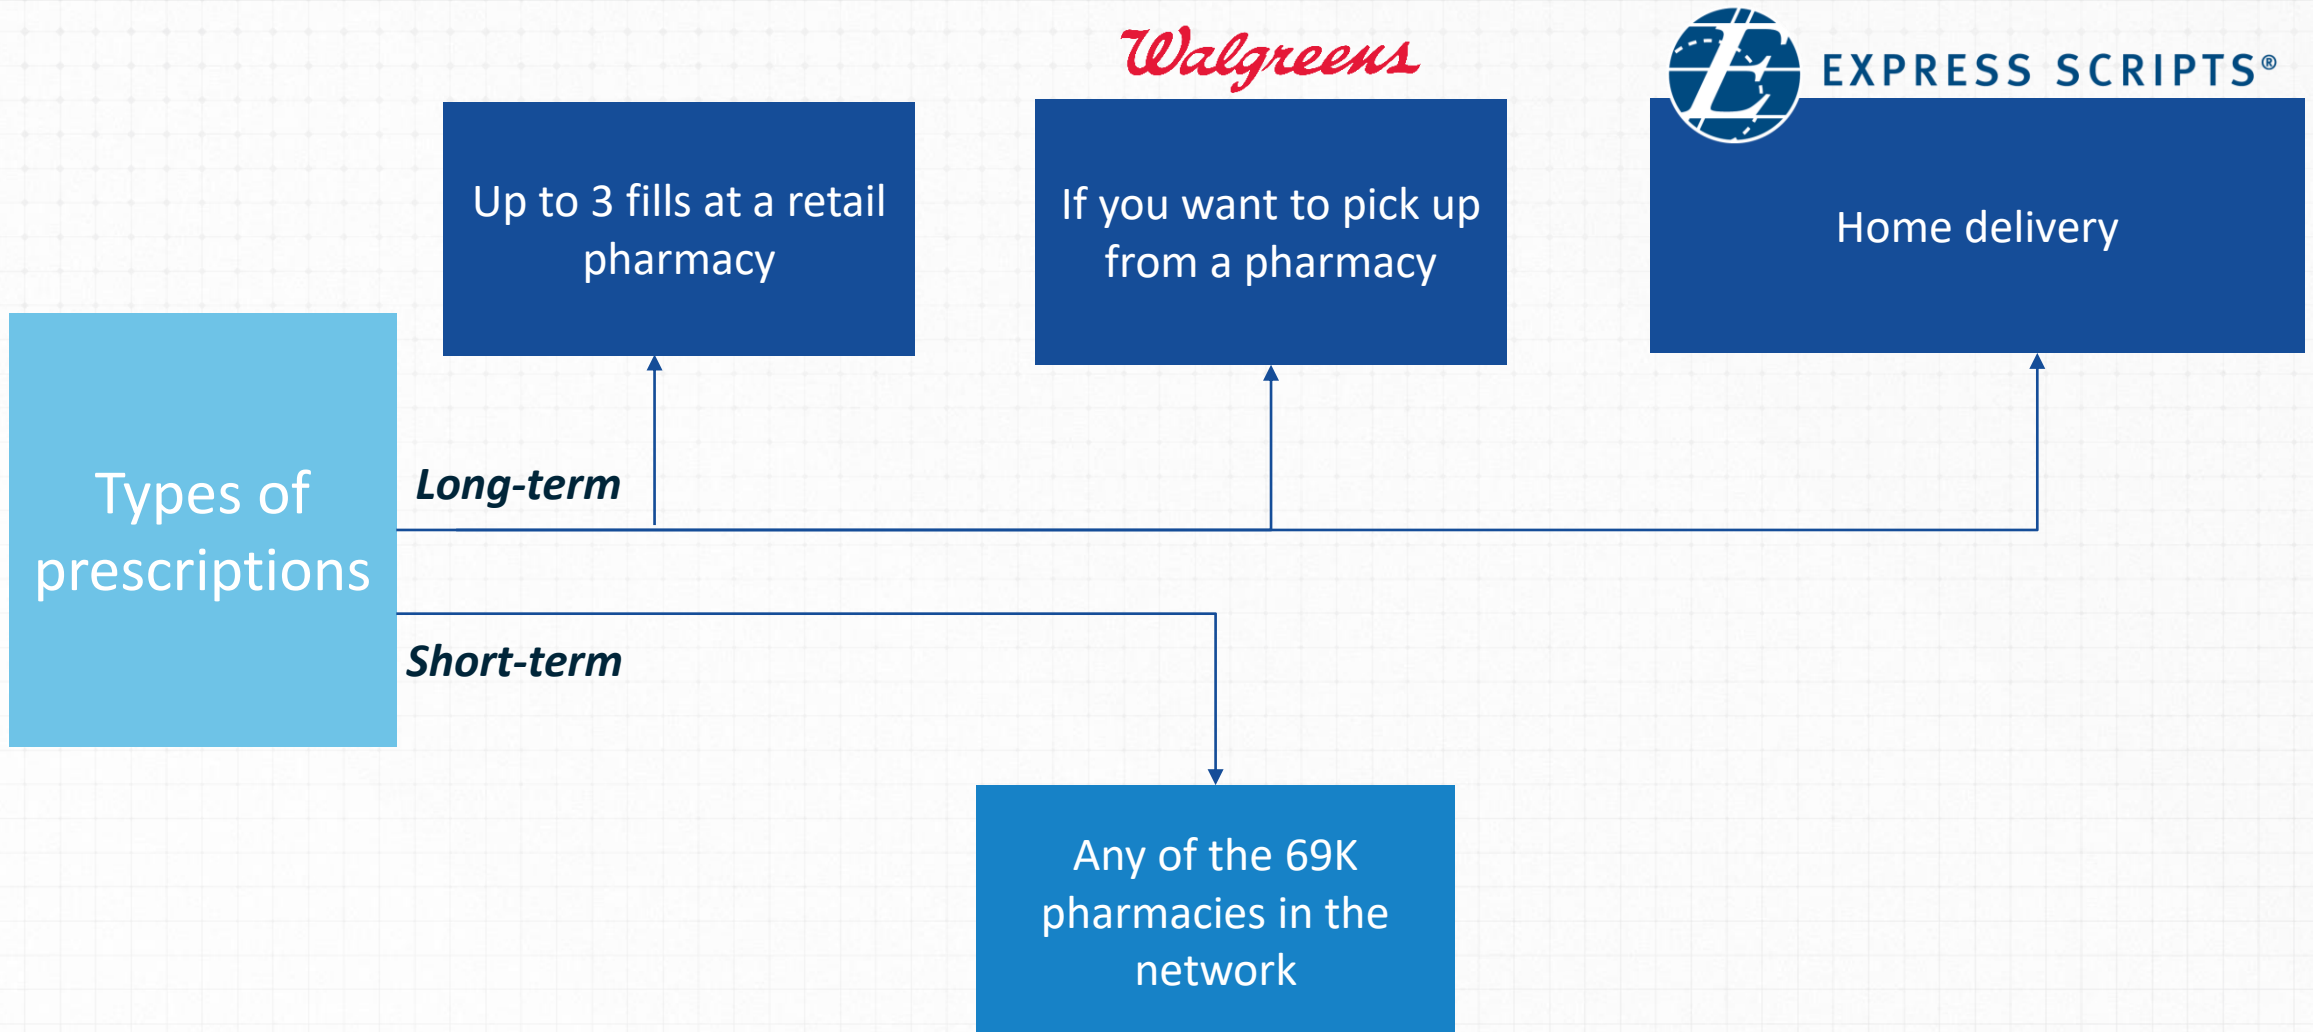 Walgreens
EXPRESS SCRIPTS®
Up to 3 fills at a retail
pharmacy
If you want to pick up
from a pharmacy
Home delivery
Types of
prescriptions
Long-term
Short-term
Any of the 69K
pharmacies in the
network